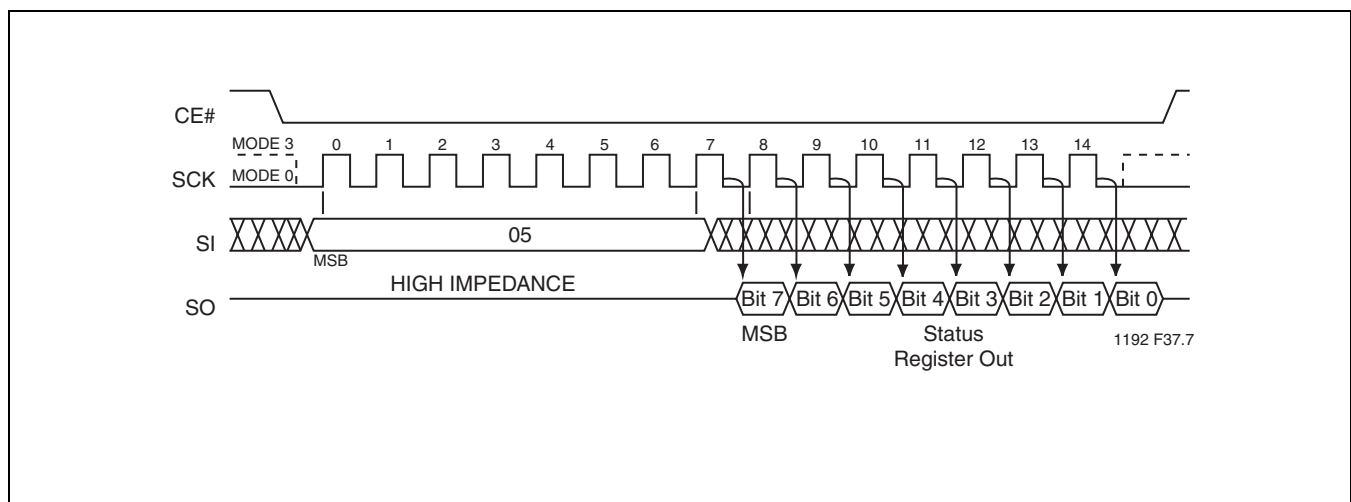 CE#
MODE 3 0 1 2 3 4 5 6 7 8 9 10 11 12 13 14
SCK MODE 0
SI 05
MSB
HIGH IMPEDANCE
SO Bit 7 Bit 6 Bit 5 Bit 4 Bit 3 Bit 2 Bit 1 Bit 0
MSB Status 1192 F37.7
Register Out